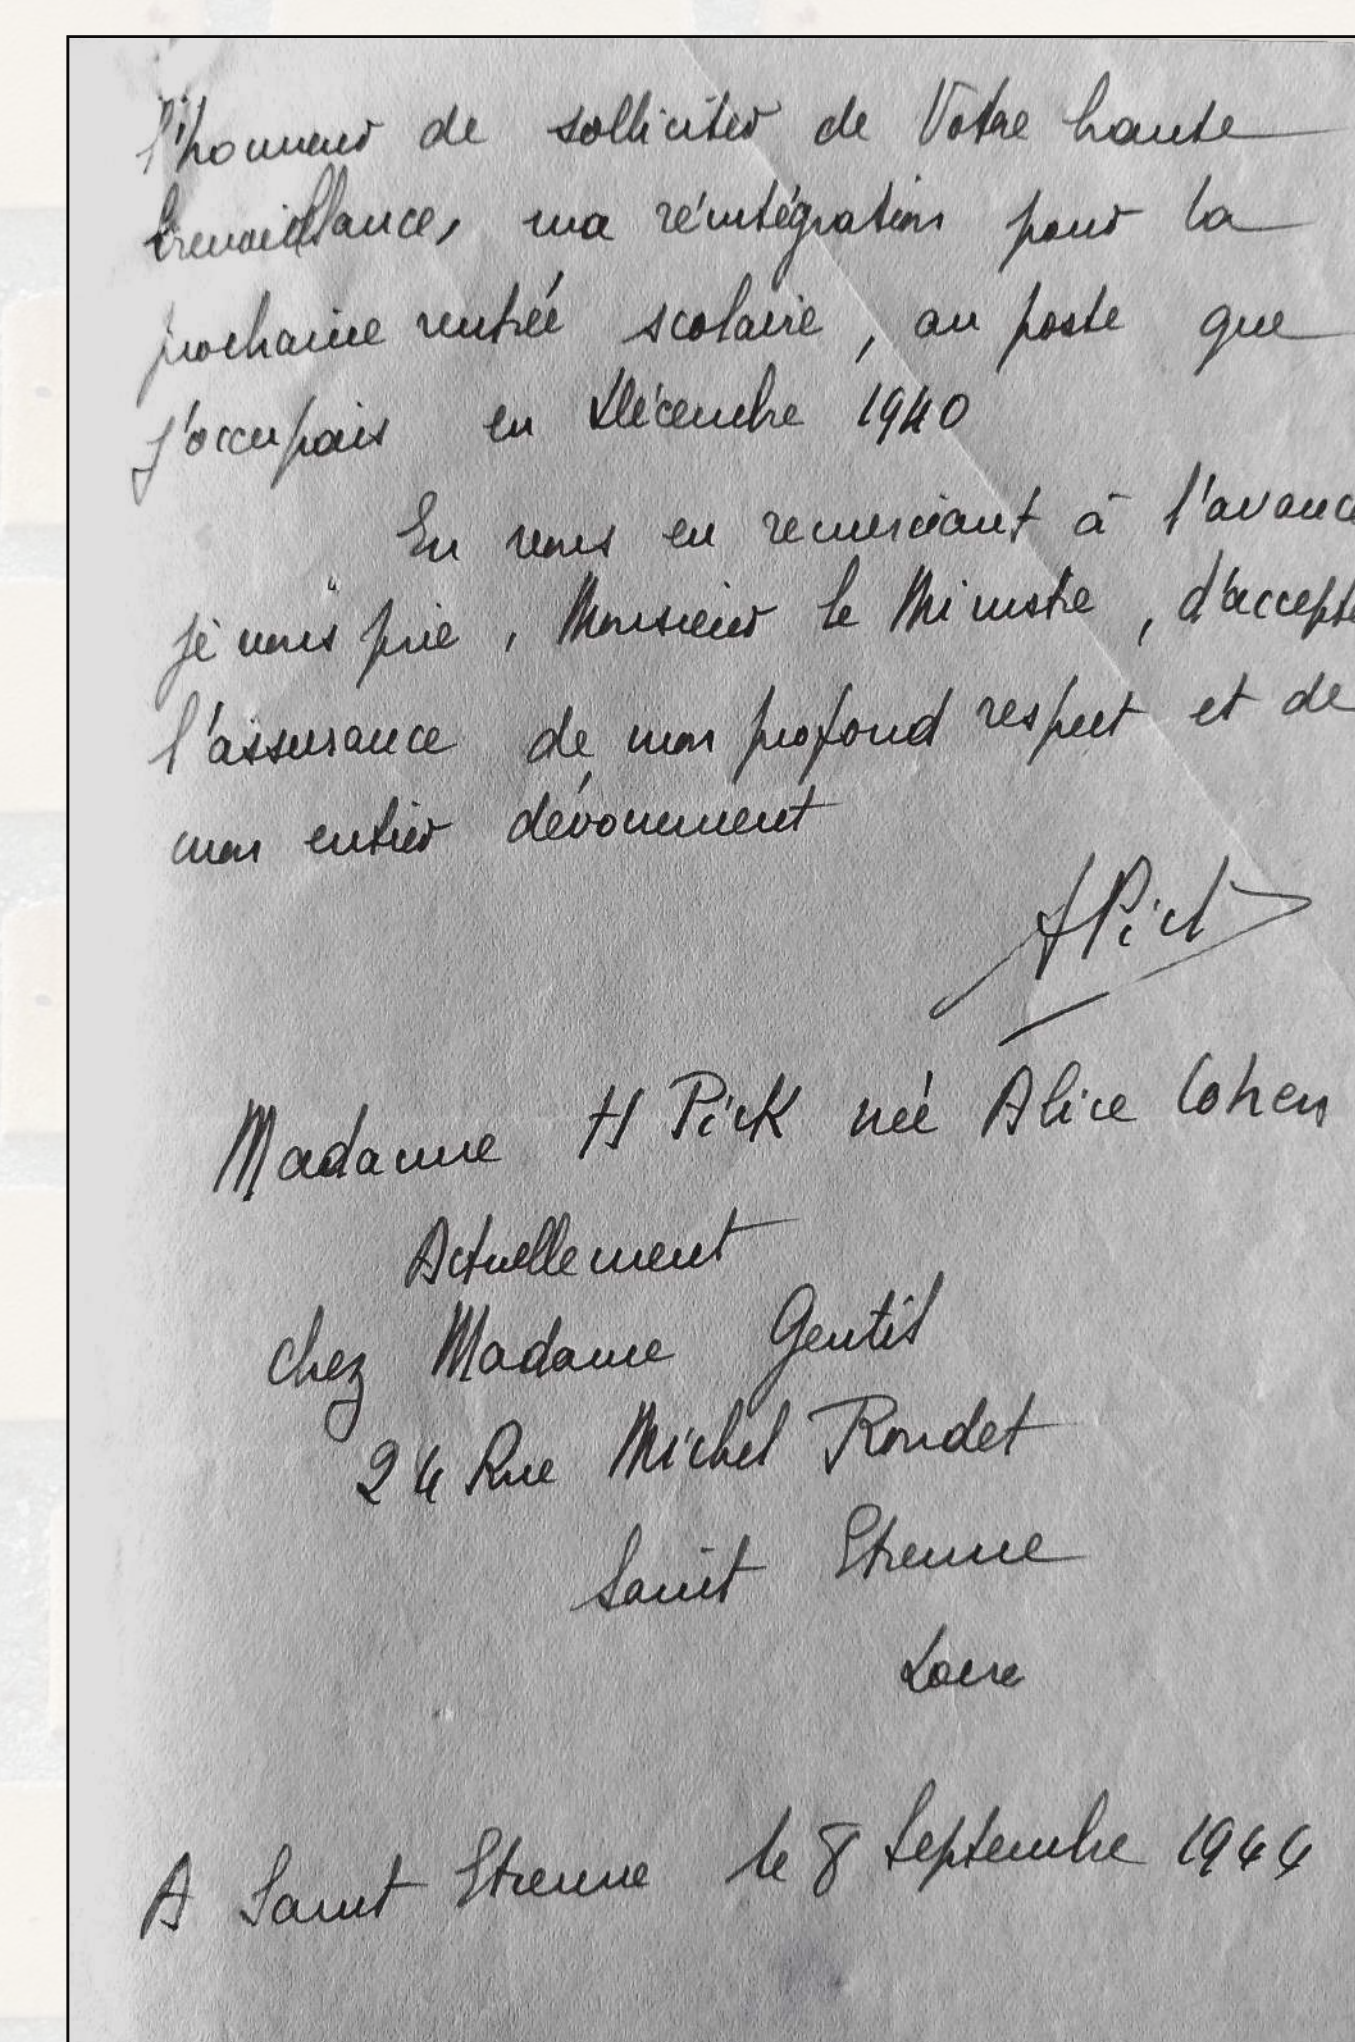 l'honneur de solliciter de Votre haute
bienveillance, ma réintégration pour la
prochaine rentrée scolaire, au poste que
j'occupais en Décembre 1940
En vous en remerciant à l'avance
je vous prie, Monsieur le Ministre, d'accepte
l'assurance de mon profond respect et de
mon entier dévouement
APick
Madame H Pick née Alice Cohen
Actuellement
chez Madame Gentil
24 Rue Michel Rondet
Saint Etienne
Loire
A Saint Etienne le 8 Septembre 1944